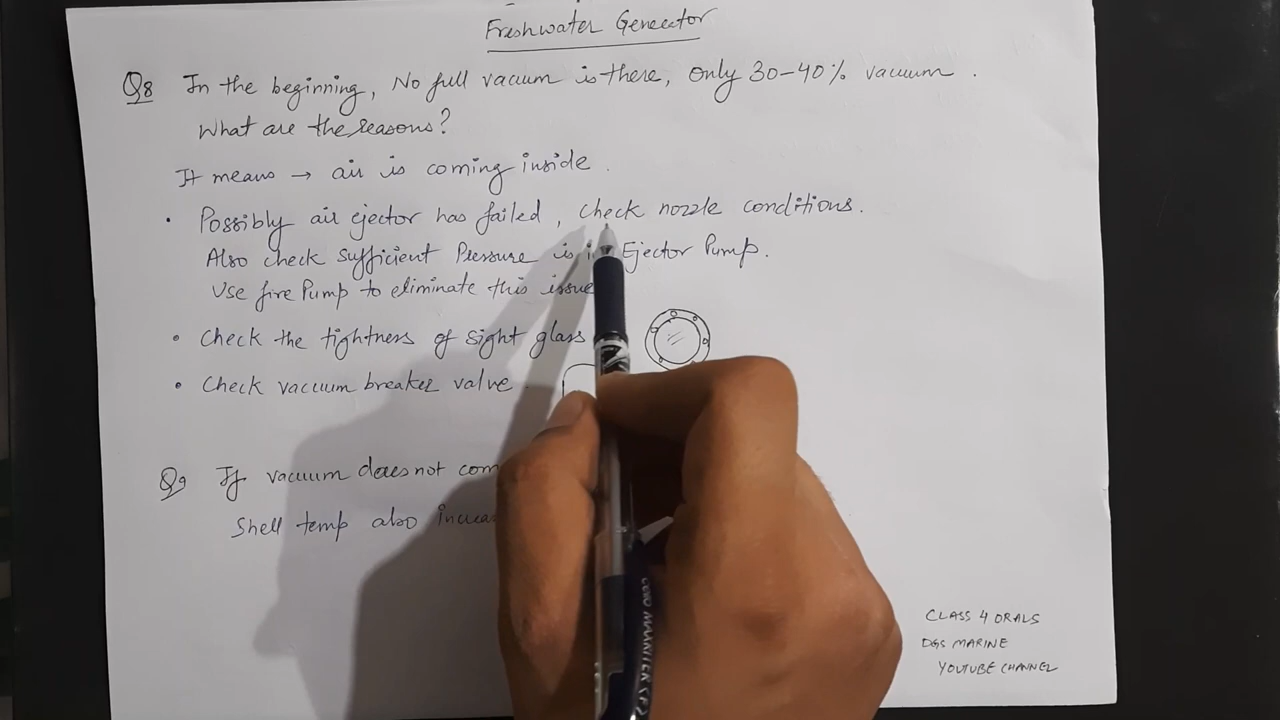 Freshwater Generator
Q8 In the beginning, No full vacuum is there, Only 30-40% vacuum.
What are the reasons?
It means → air is coming inside.
• Possibly air ejector has failed, check nozzle conditions.
Also check Sufficient Pressure is in Ejector Pump.
Use fire Pump to eliminate this issue
• Check the tightness of sight glass
• Check vacuum breaker valve
Q9 If vacuum does not com
Shell temp also increa
CLASS 4 ORALS
DGS MARINE
YOUTUBE CHANNEL